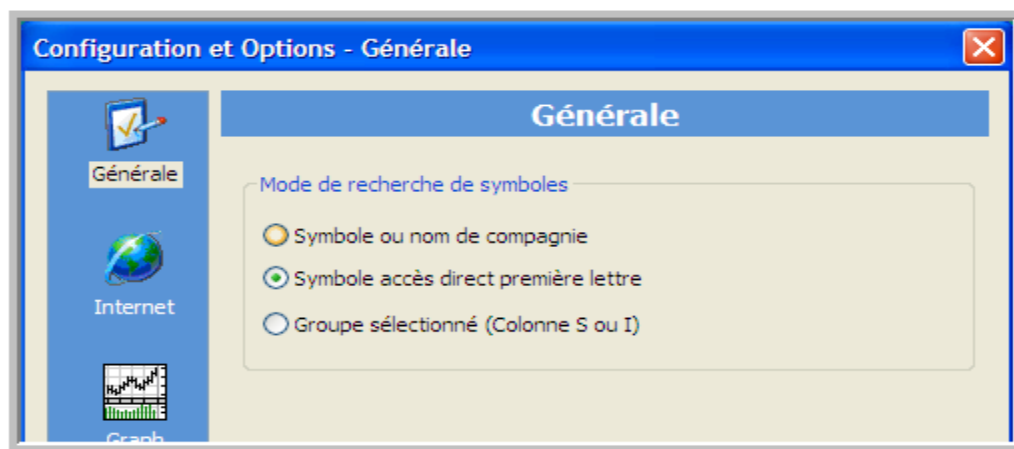 Configuration et Options - Générale
Générale
Générale
Mode de recherche de symboles
Symbole ou nom de compagnie
Symbole accès direct première lettre
Groupe sélectionné (Colonne S ou I)
Internet
Graph